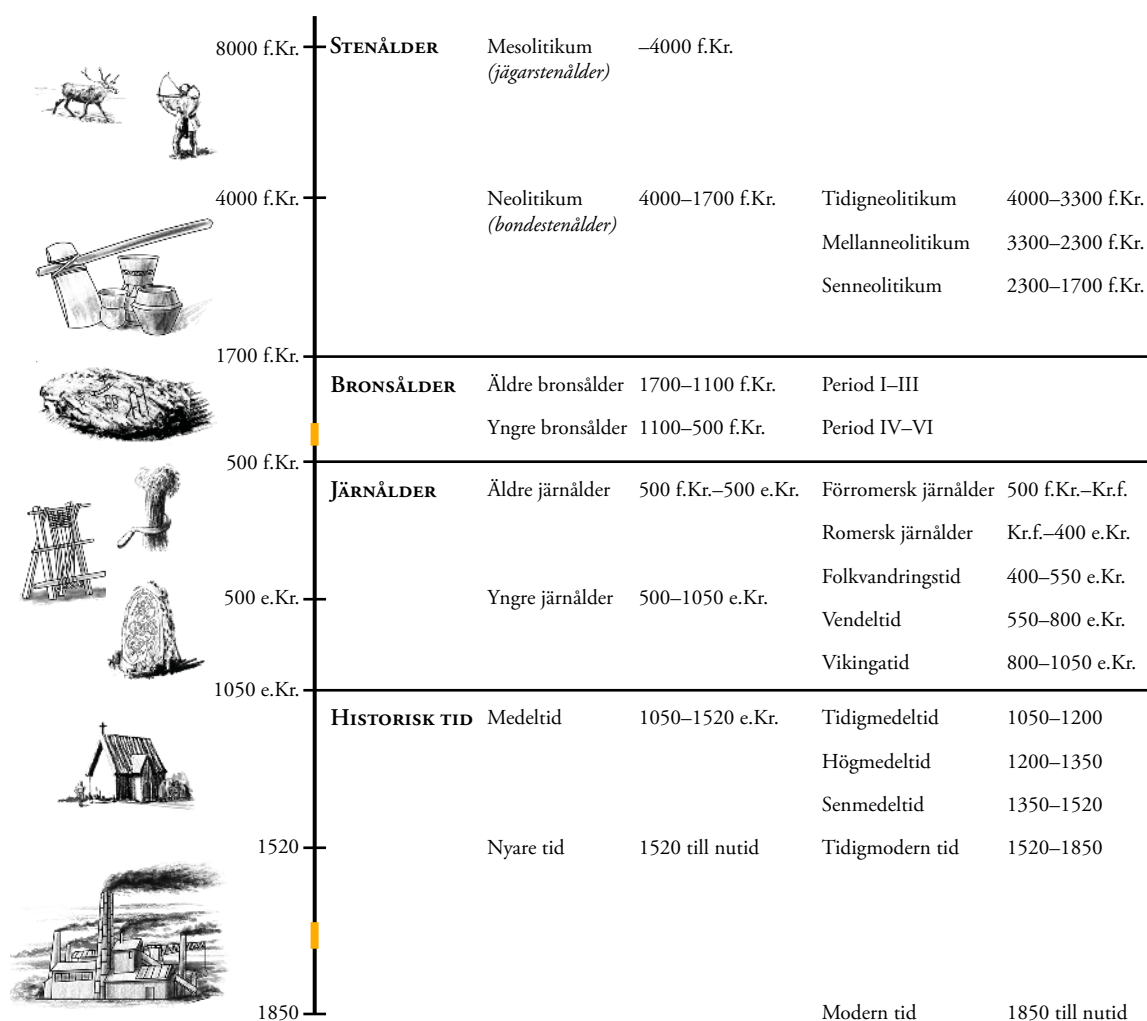 8000 f.Kr. STENÅLDER Mesolitikum –4000 f.Kr.
(jägarstenålder)
4000 f.Kr. Neolitikum 4000–1700 f.Kr. Tidigneolitikum 4000–3300 f.Kr.
(bondestenålder)
Mellanneolitikum 3300–2300 f.Kr.
Senneolitikum 2300–1700 f.Kr.
1700 f.Kr.
BRONSÅLDER Äldre bronsålder 1700–1100 f.Kr. Period I–III
Yngre bronsålder 1100–500 f.Kr. Period IV–VI
500 f.Kr.
JÄRNÅLDER Äldre järnålder 500 f.Kr.–500 e.Kr. Förromersk järnålder 500 f.Kr.–Kr.f.
Romersk järnålder Kr.f.–400 e.Kr.
Folkvandringstid 400–550 e.Kr.
500 e.Kr. Yngre järnålder 500–1050 e.Kr.
Vendeltid 550–800 e.Kr.
Vikingatid 800–1050 e.Kr.
1050 e.Kr.
HISTORISK TID Medeltid 1050–1520 e.Kr. Tidigmedeltid 1050–1200
Högmedeltid 1200–1350
Senmedeltid 1350–1520
1520 Nyare tid 1520 till nutid Tidigmodern tid 1520–1850
1850 Modern tid 1850 till nutid